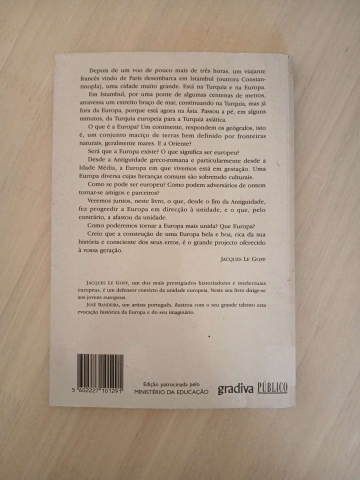 Depois de um voo de pouco mais de três horas, um viajante
francês vindo de Paris desembarca em Istambul (outrora Constan-
tinopla), uma cidade muito grande. Está na Turquia e na Europa.
Em Istambul, por uma ponte de algumas centenas de metros,
atravessa um estreito braço de mar, continuando na Turquia, mas já
fora da Europa, porque está agora na Ásia. Passou a pé, em alguns
minutos, da Turquia europeia para a Turquia asiática.
O que é a Europa? Um continente, respondem os geógrafos, isto
é, um conjunto maciço de terras bem definido por fronteiras
naturais, geralmente mares. E a Oriente?
Será que a Europa existe? O que significa ser europeu?
Desde a Antiguidade greco-romana e particularmente desde a
Idade Média, a Europa em que vivemos está em gestação. Uma
Europa diversa cujas heranças comuns são sobretudo culturais.
Como se pode ser europeu? Como podem adversários de ontem
tornar-se amigos e parceiros?
Veremos juntos, neste livro, o que, desde o fim da Antiguidade,
fez progredir a Europa em direcção à unidade, e o que, pelo
contrário, a afastou da unidade.
Como poderemos tornar a Europa mais unida? Que Europa?
Creio que a construção de uma Europa bela e boa, rica da sua
história e consciente dos seus erros, é o grande projecto oferecido
à vossa geração.
JACQUES LE GOFF
JACQUES LE GOFF, um dos mais prestigiados historiadores e intelectuais
europeus, é um defensor convicto da unidade europeia. Neste seu livro dirige-se
aos jovens europeus.
JOSÉ BANDEIRA, um artista português, ilustrou com o seu grande talento esta
evocação histórica da Europa e do seu imaginário.
5 602227 101291
Edição patrocinada pelo
MINISTÉRIO DA EDUCAÇÃO
gradiva
PÚBLICO